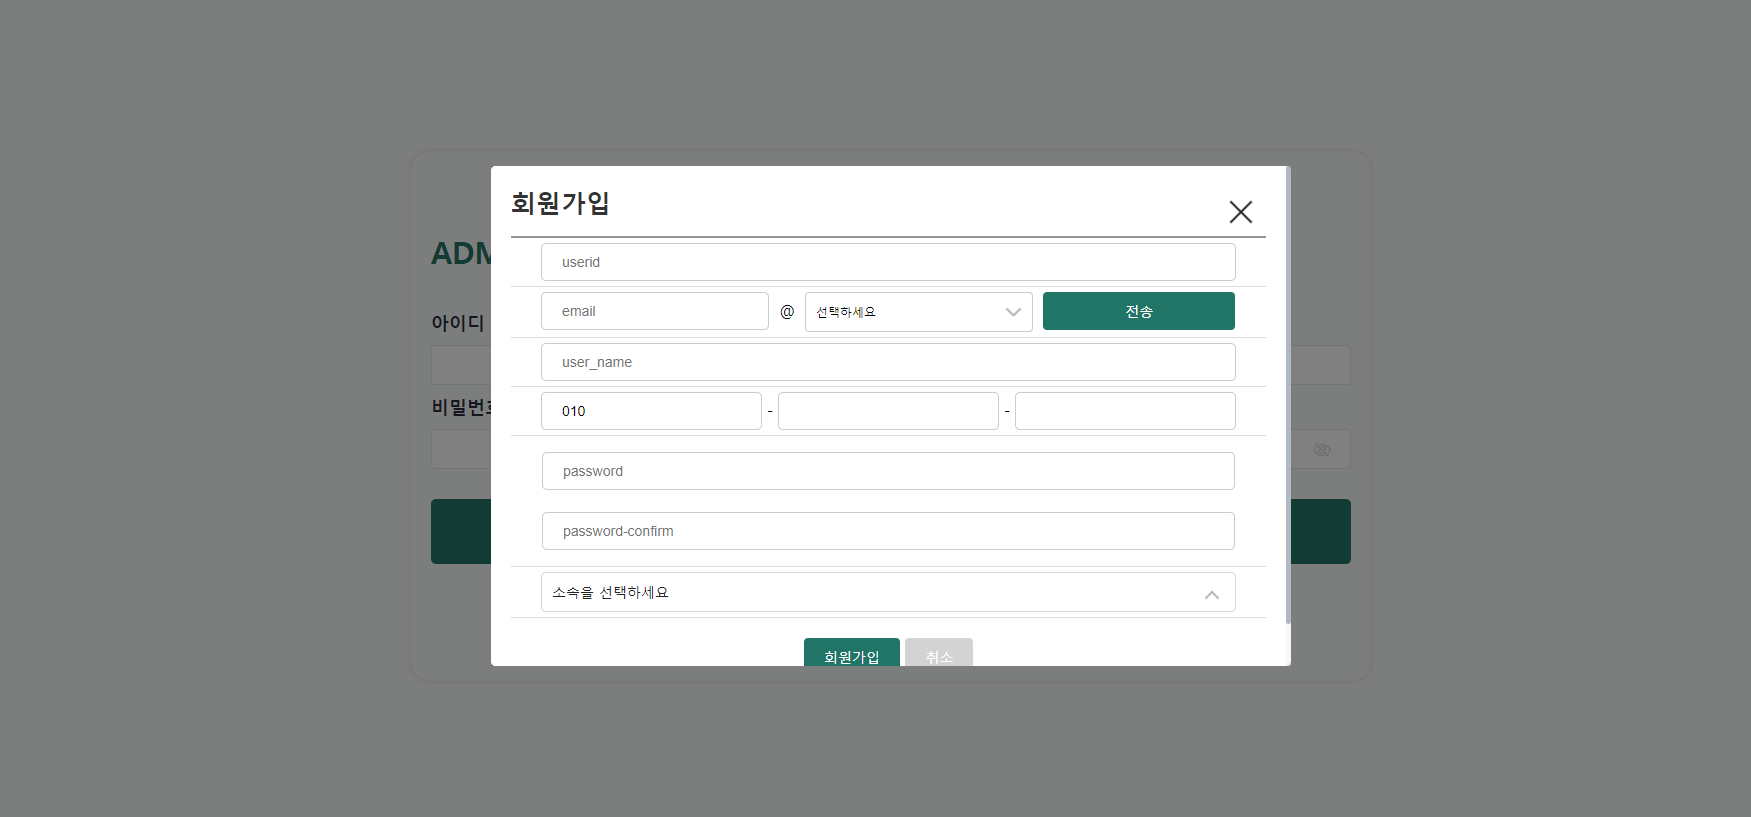 회원가입
userid
email @ 선택하세요 전송
user_name
010 - -
password
password-confirm
소속을 선택하세요
회원가입 취소
ADM
아이디
비밀번호